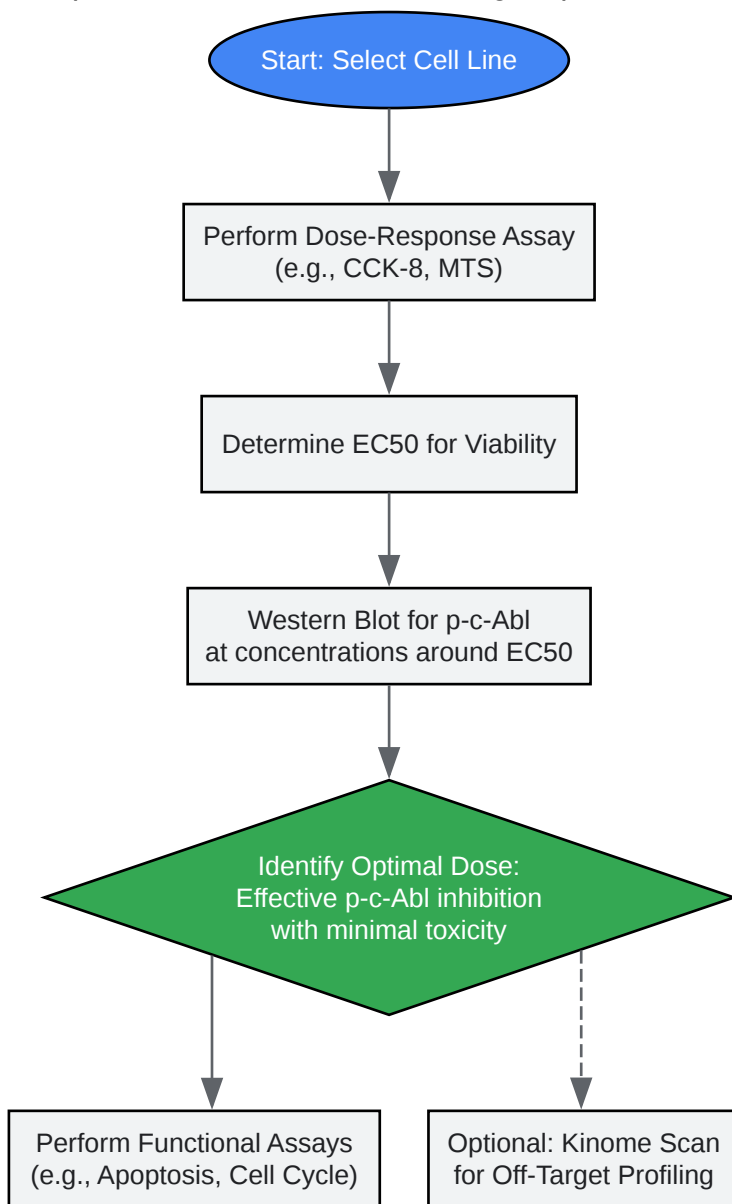 Start: Select Cell Line
Perform Dose-Response Assay
(e.g., CCK-8, MTS)
Determine EC50 for Viability
Western Blot for p-c-Abl
at concentrations around EC50
Identify Optimal Dose:
Effective p-c-Abl inhibition
with minimal toxicity
Perform Functional Assays
(e.g., Apoptosis, Cell Cycle)
Optional: Kinome Scan
for Off-Target Profiling